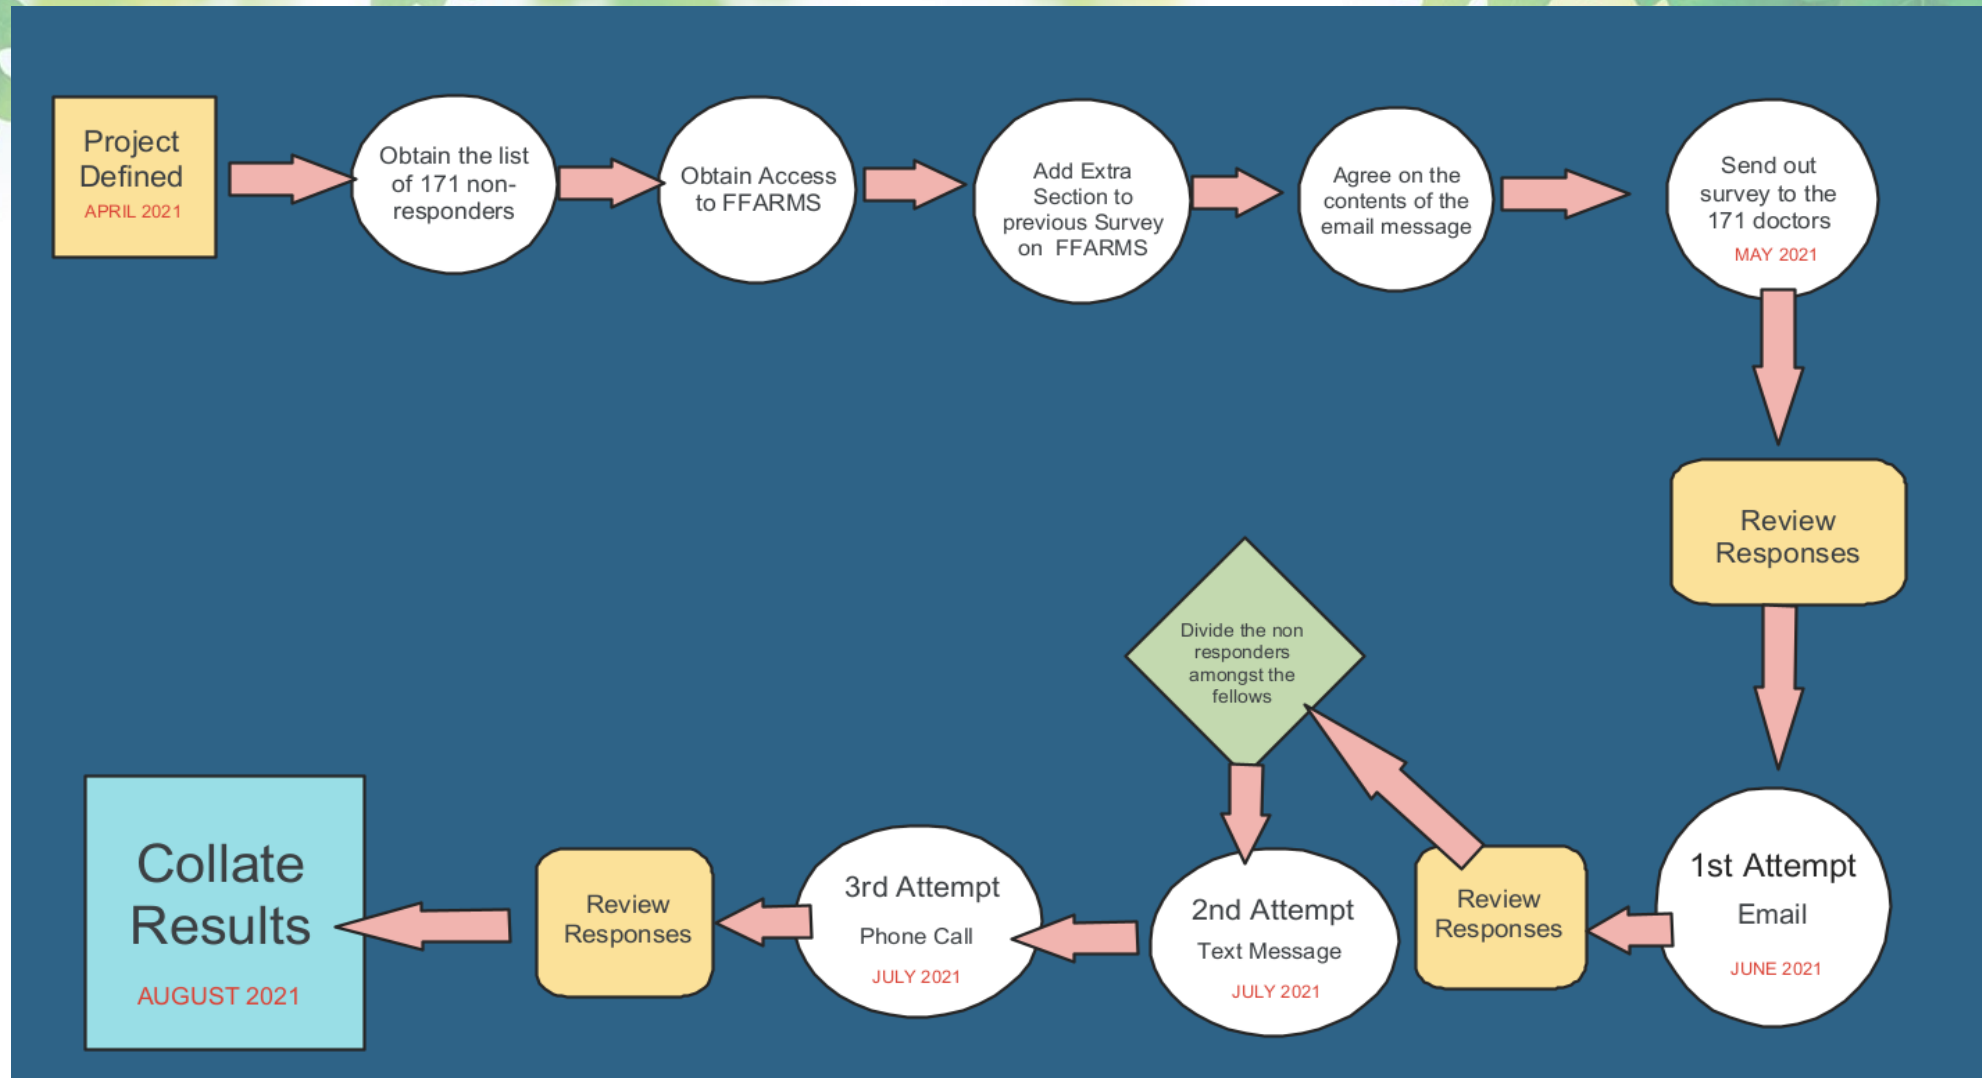 Project
Defined
APRIL 2021
Obtain the list
of 171 non-
responders
Obtain Access
to FFARMS
Add Extra
Section to
previous Survey
on FFARMS
Agree on the
contents of the
email message
Send out
survey to the
171 doctors
MAY 2021
Review
Responses
1st Attempt
Email
JUNE 2021
Review
Responses
Divide the non
responders
amongst the
fellows
2nd Attempt
Text Message
JULY 2021
3rd Attempt
Phone Call
JULY 2021
Review
Responses
Collate
Results
AUGUST 2021